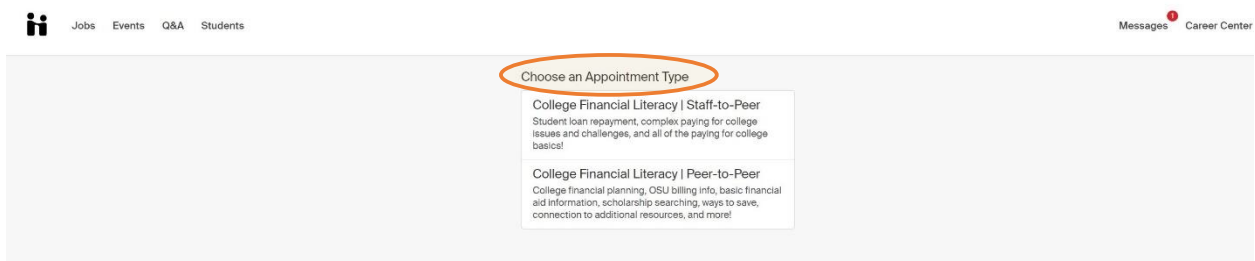 Jobs Events Q&A Students
1
Messages Career Center
Choose an Appointment Type
College Financial Literacy | Staff-to-Peer
Student loan repayment, complex paying for college
issues and challenges, and all of the paying for college
basics!
College Financial Literacy | Peer-to-Peer
College financial planning, OSU billing info, basic financial
aid information, scholarship searching, ways to save,
connection to additional resources, and more!